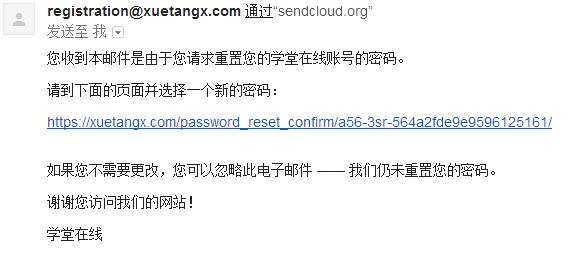 registration@xuetangx.com 通过“sendcloud.org”
发送至 我
您收到本邮件是由于您请求重置您的学堂在线账号的密码。
请到下面的页面并选择一个新的密码：
https://xuetangx.com/password_reset_confirm/a56-3sr-564a2fde9e9596125161/
如果您不需要更改，您可以忽略此电子邮件 —— 我们仍未重置您的密码。
谢谢您访问我们的网站！
学堂在线